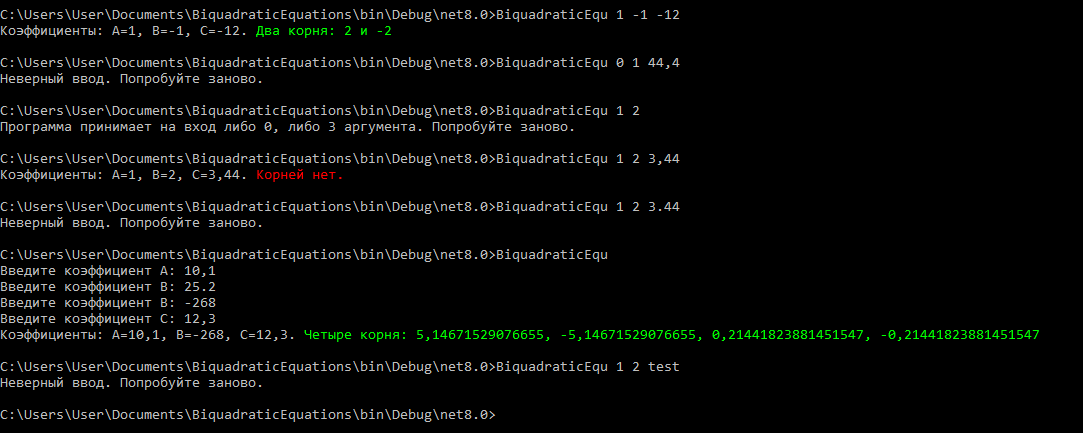 C:\Users\User\Documents\BiquadraticEquations\bin\Debug\net8.0>BiquadraticEqu 1 -1 -12
Коэффициенты: A=1, B=-1, C=-12. Два корня: 2 и -2
C:\Users\User\Documents\BiquadraticEquations\bin\Debug\net8.0>BiquadraticEqu 0 1 44,4
Неверный ввод. Попробуйте заново.
C:\Users\User\Documents\BiquadraticEquations\bin\Debug\net8.0>BiquadraticEqu 1 2
Программа принимает на вход либо 0, либо 3 аргумента. Попробуйте заново.
C:\Users\User\Documents\BiquadraticEquations\bin\Debug\net8.0>BiquadraticEqu 1 2 3,44
Коэффициенты: A=1, B=2, C=3,44. Корней нет.
C:\Users\User\Documents\BiquadraticEquations\bin\Debug\net8.0>BiquadraticEqu 1 2 3.44
Неверный ввод. Попробуйте заново.
C:\Users\User\Documents\BiquadraticEquations\bin\Debug\net8.0>BiquadraticEqu
Введите коэффициент A: 10,1
Введите коэффициент B: 25.2
Введите коэффициент B: -268
Введите коэффициент C: 12,3
Коэффициенты: A=10,1, B=-268, C=12,3. Четыре корня: 5,14671529076655, -5,14671529076655, 0,21441823881451547, -0,21441823881451547
C:\Users\User\Documents\BiquadraticEquations\bin\Debug\net8.0>BiquadraticEqu 1 2 test
Неверный ввод. Попробуйте заново.
C:\Users\User\Documents\BiquadraticEquations\bin\Debug\net8.0>